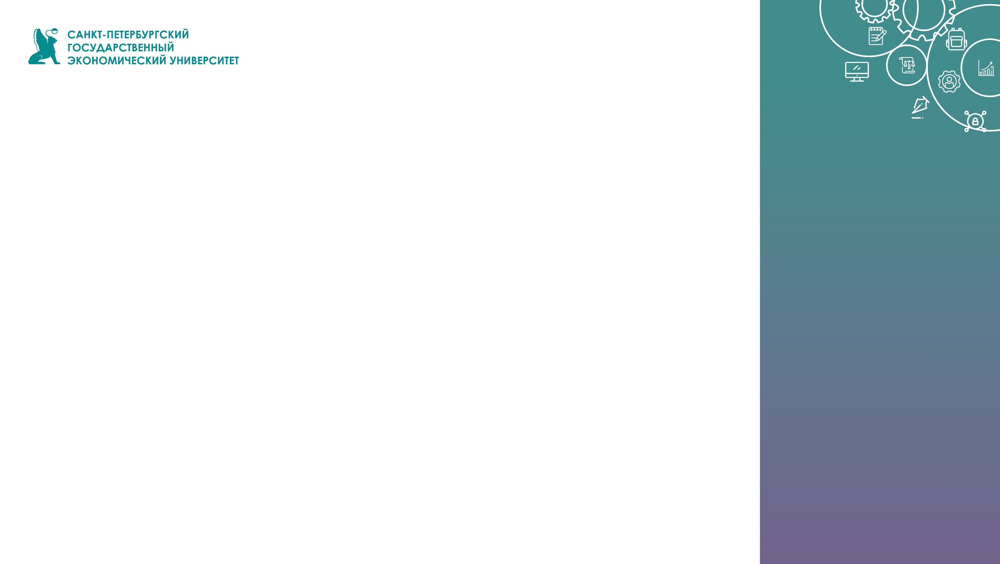 САНКТ-ПЕТЕРБУРГСКИЙ
ГОСУДАРСТВЕННЫЙ
ЭКОНОМИЧЕСКИЙ УНИВЕРСИТЕТ